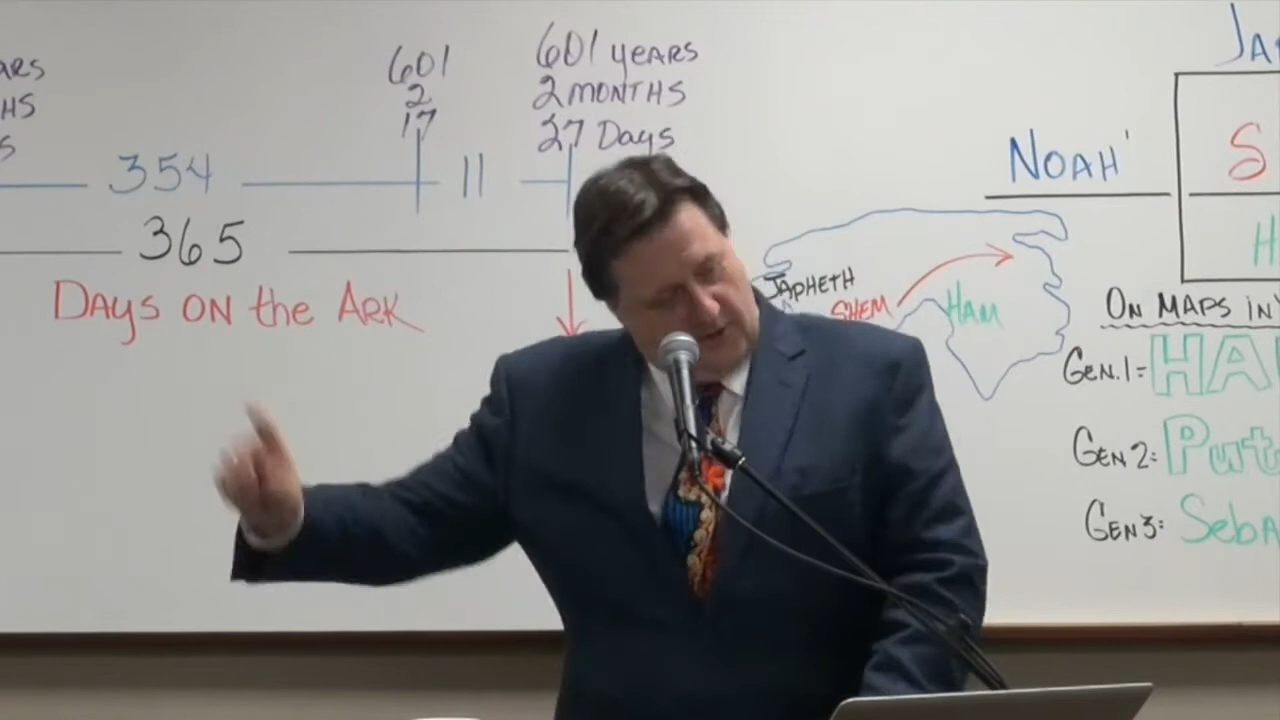 601
2
17
601 years
2 MONTHS
27 Days
354
11
365
Days ON the ARK
JAPHETH
SHEM
HAM
NOAH
ON MAPS IN
GEN. 1=
GEN 2:
Put
GEN 3:
SebA